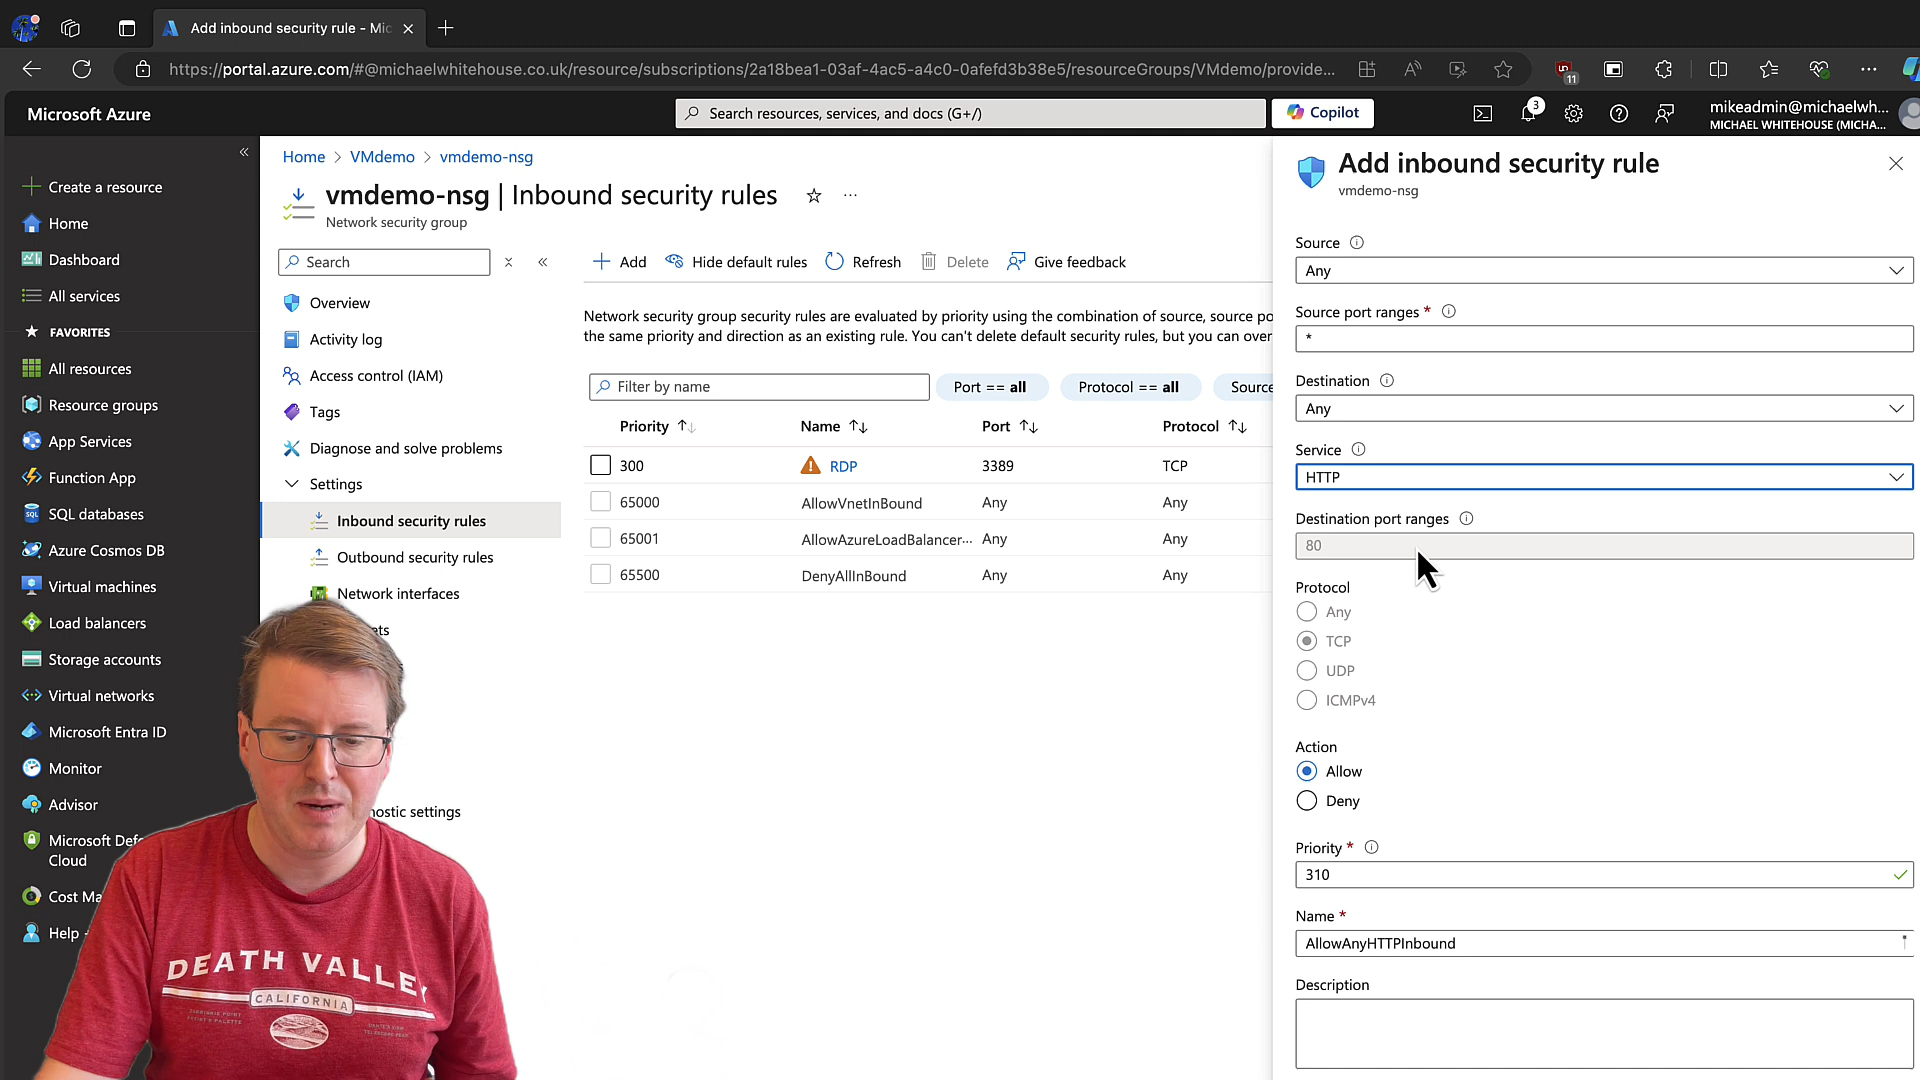 Add inbound security rule - Mic
https://portal.azure.com/#@michaelwhitehouse.co.uk/resource/subscriptions/2a18bea1-03af-4ac5-a4c0-0afefd3b38e5/resourceGroups/VMdemo/provide...
11
Microsoft Azure
Search resources, services, and docs (G+/)
Copilot
3
mikeadmin@michaelwh...
MICHAEL WHITEHOUSE (MICHA...
Create a resource
Home
Dashboard
All services
FAVORITES
All resources
Resource groups
App Services
Function App
SQL databases
Azure Cosmos DB
Virtual machines
Load balancers
Storage accounts
Virtual networks
Microsoft Entra ID
Monitor
Advisor
Microsoft Defe
Cloud
Cost Ma
Help
Home > VMdemo > vmdemo-nsg
vmdemo-nsg | Inbound security rules
Network security group
Search
Overview
Activity log
Access control (IAM)
Tags
Diagnose and solve problems
Settings
Inbound security rules
Outbound security rules
Network interfaces
ets
s
nostic settings
Add
Hide default rules
Refresh
Delete
Give feedback
Network security group security rules are evaluated by priority using the combination of source, source po
the same priority and direction as an existing rule. You can't delete default security rules, but you can over
Filter by name
Port == all
Protocol == all
Source
Priority Name Port Protocol
300 RDP 3389 TCP
65000 AllowVnetInBound Any Any
65001 AllowAzureLoadBalancer... Any Any
65500 DenyAllInBound Any Any
Add inbound security rule
vmdemo-nsg
Source
Any
Source port ranges *
*
Destination
Any
Service
HTTP
Destination port ranges
80
Protocol
Any
TCP
UDP
ICMPv4
Action
Allow
Deny
Priority *
310
Name *
AllowAnyHTTPInbound
Description
DEATH VALLEY
CALIFORNIA